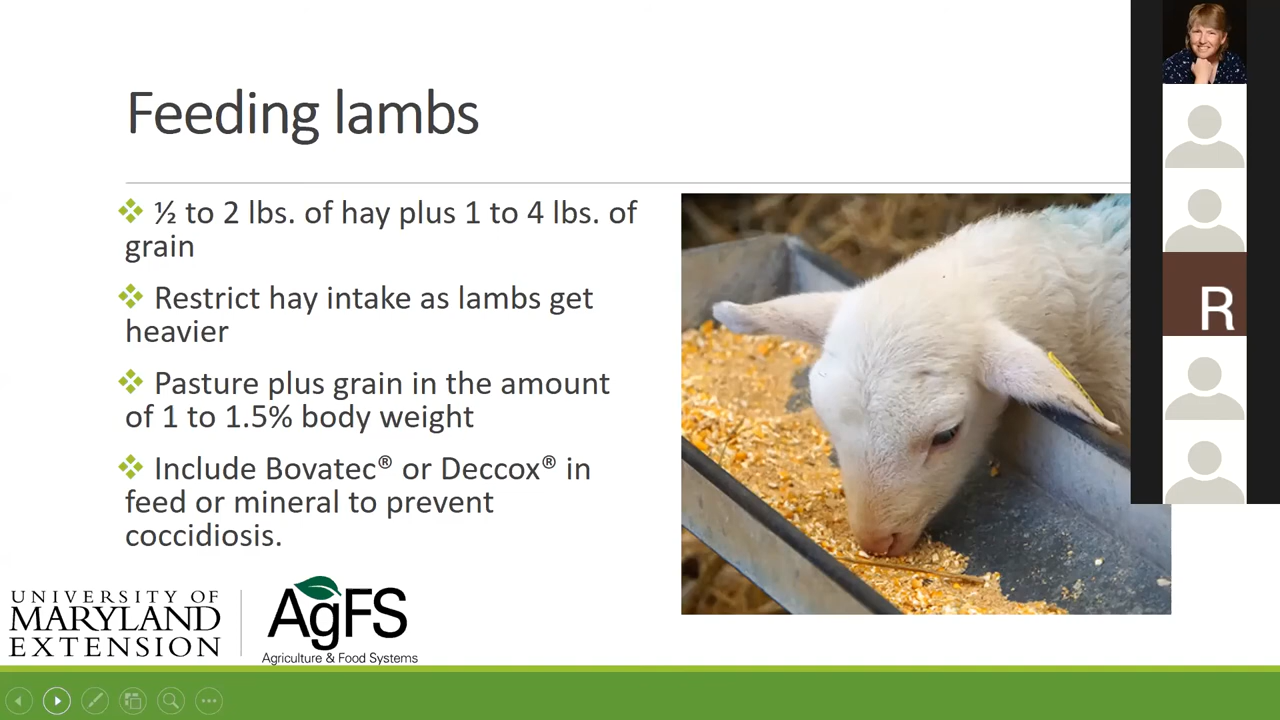 Feeding lambs
❖ ½ to 2 lbs. of hay plus 1 to 4 lbs. of
grain
❖ Restrict hay intake as lambs get
heavier
❖ Pasture plus grain in the amount
of 1 to 1.5% body weight
❖ Include Bovatec® or Deccox® in
feed or mineral to prevent
coccidiosis.
R
UNIVERSITY OF
MARYLAND
EXTENSION
AgFS
Agriculture & Food Systems